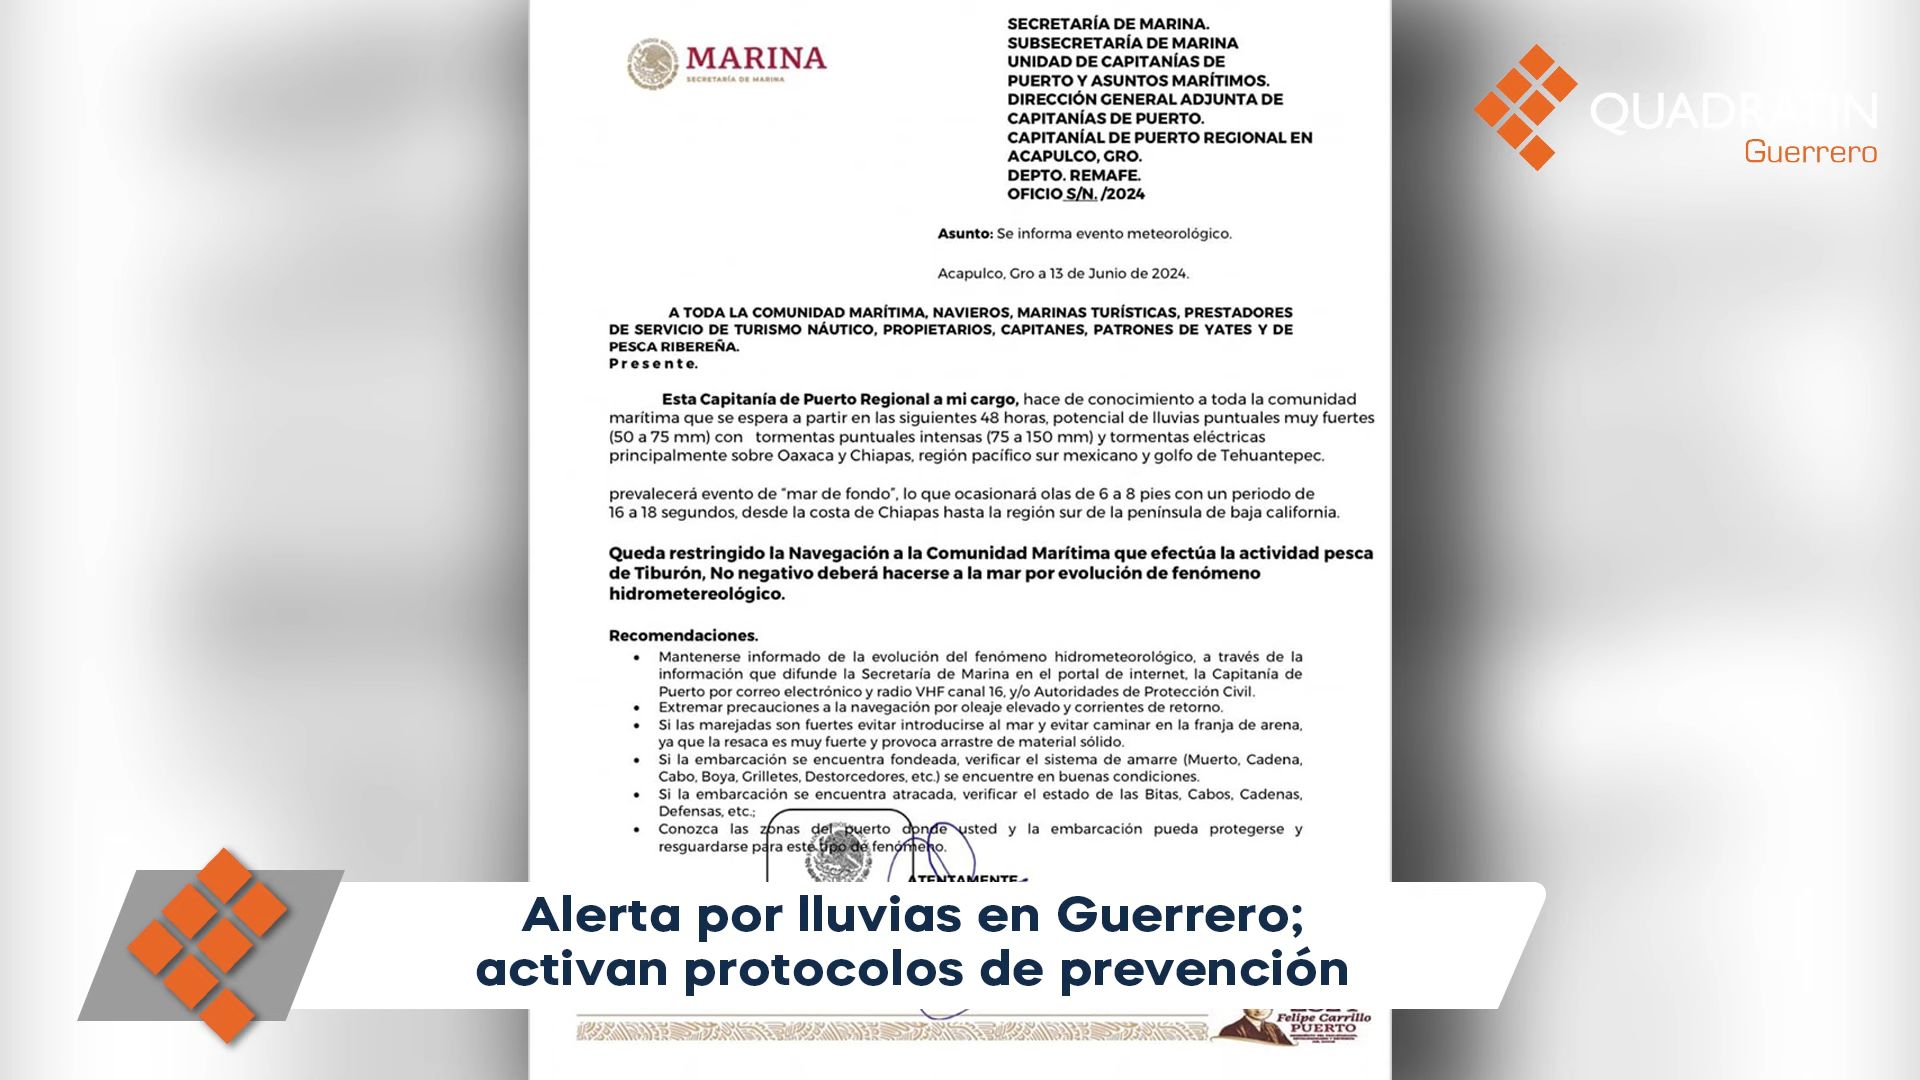 MARINA
SECRETARÍA DE MARINA
SECRETARÍA DE MARINA.
SUBSECRETARÍA DE MARINA
UNIDAD DE CAPITANÍAS DE
PUERTO Y ASUNTOS MARÍTIMOS.
DIRECCIÓN GENERAL ADJUNTA DE
CAPITANÍAS DE PUERTO.
CAPITANÍAL DE PUERTO REGIONAL EN
ACAPULCO, GRO.
DEPTO. REMAFE.
OFICIO S/N. /2024
QUADRATIN
Guerrero
Asunto: Se informa evento meteorológico.
Acapulco, Gro a 13 de Junio de 2024.
A TODA LA COMUNIDAD MARÍTIMA, NAVIEROS, MARINAS TURÍSTICAS, PRESTADORES
DE SERVICIO DE TURISMO NÁUTICO, PROPIETARIOS, CAPITANES, PATRONES DE YATES Y DE
PESCA RIBEREÑA.
P r e s e n t e.
Esta Capitanía de Puerto Regional a mi cargo, hace de conocimiento a toda la comunidad
marítima que se espera a partir en las siguientes 48 horas, potencial de lluvias puntuales muy fuertes
(50 a 75 mm) con tormentas puntuales intensas (75 a 150 mm) y tormentas eléctricas
principalmente sobre Oaxaca y Chiapas, región pacífico sur mexicano y golfo de Tehuantepec.
prevalecerá evento de “mar de fondo”, lo que ocasionará olas de 6 a 8 pies con un periodo de
16 a 18 segundos, desde la costa de Chiapas hasta la región sur de la península de baja california.
Queda restringido la Navegación a la Comunidad Marítima que efectúa la actividad pesca
de Tiburón, No negativo deberá hacerse a la mar por evolución de fenómeno
hidrometereológico.
Recomendaciones.
• Mantenerse informado de la evolución del fenómeno hidrometeorológico, a través de la
información que difunde la Secretaría de Marina en el portal de internet, la Capitanía de
Puerto por correo electrónico y radio VHF canal 16, y/o Autoridades de Protección Civil.
• Extremar precauciones a la navegación por oleaje elevado y corrientes de retorno.
• Si las marejadas son fuertes evitar introducirse al mar y evitar caminar en la franja de arena,
ya que la resaca es muy fuerte y provoca arrastre de material sólido.
• Si la embarcación se encuentra fondeada, verificar el sistema de amarre (Muerto, Cadena,
Cabo, Boya, Grilletes, Destorcedores, etc.) se encuentre en buenas condiciones.
• Si la embarcación se encuentra atracada, verificar el estado de las Bitas, Cabos, Cadenas,
Defensas, etc.;
• Conozca las zonas del puerto donde usted y la embarcación pueda protegerse y
resguardarse para este tipo de fenómeno.
ATENTAMENTE
Alerta por lluvias en Guerrero;
activan protocolos de prevención
Felipe Carrillo
PUERTO